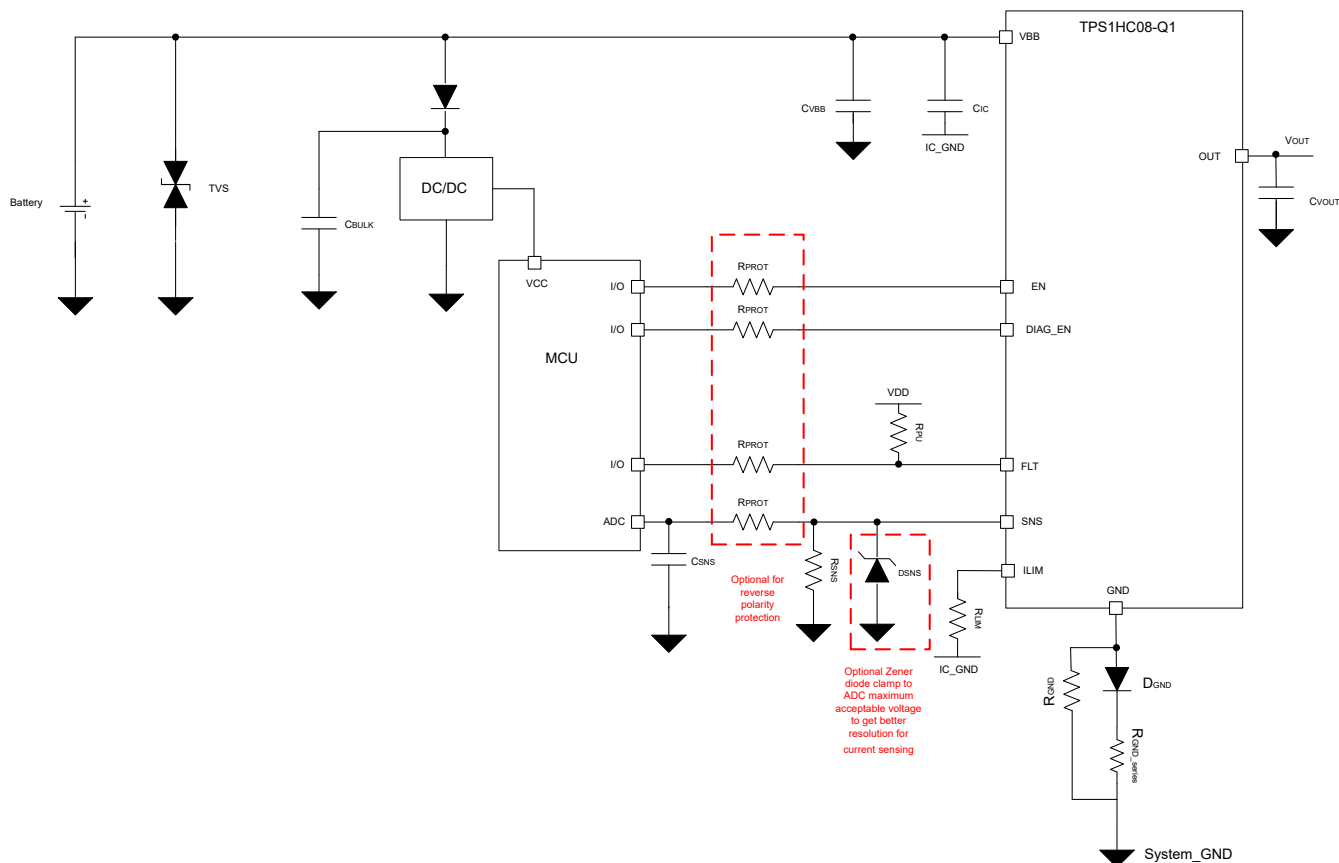 TPS1HC08-Q1
VBB
CVBB
CIC
IC_GND
OUT
VOUT
CVOUT
Battery
+
-
TVS
CBULK
DC/DC
VCC
MCU
I/O
RPROT
EN
I/O
RPROT
DIAG_EN
VDD
RPU
I/O
RPROT
FLT
ADC
RPROT
SNS
CSNS
RSNS
DSNS
ILIM
RLIM
IC_GND
Optional for
reverse
polarity
protection
Optional Zener
diode clamp to
ADC maximum
acceptable voltage
to get better
resolution for
current sensing
GND
RGND
DGND
RGND_series
System_GND